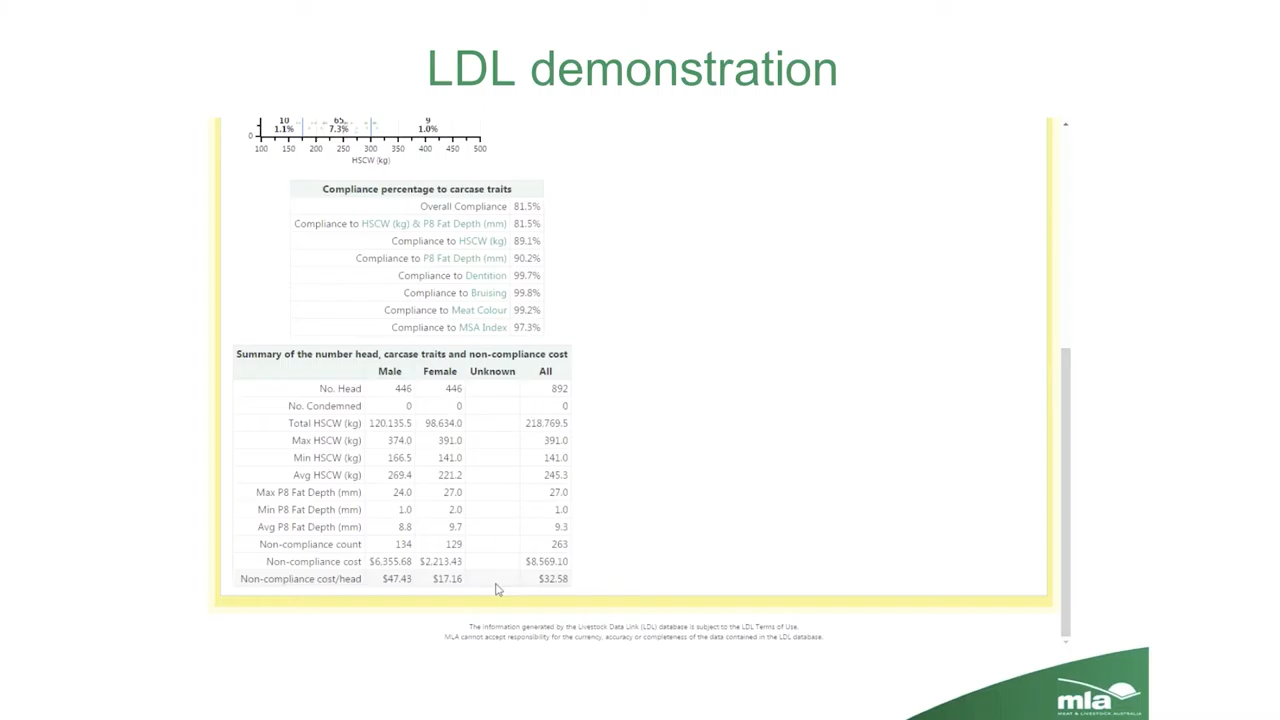 LDL demonstration
10 65 9
1.1% 7.3% 1.0%
0
100 150 200 250 300 350 400 450 500
HSCW (kg)
Compliance percentage to carcase traits
Overall Compliance 81.5%
Compliance to HSCW (kg) & P8 Fat Depth (mm) 81.5%
Compliance to HSCW (kg) 89.1%
Compliance to P8 Fat Depth (mm) 90.2%
Compliance to Dentition 99.7%
Compliance to Bruising 99.8%
Compliance to Meat Colour 99.2%
Compliance to MSA Index 97.3%
Summary of the number head, carcase traits and non-compliance cost
Male Female Unknown All
No. Head 446 446 892
No. Condemned 0 0 0
Total HSCW (kg) 120.135.5 98,634.0 218.769.5
Max HSCW (kg) 374.0 391.0 391.0
Min HSCW (kg) 166.5 141.0 141.0
Avg HSCW (kg) 269.4 221.2 245.3
Max P8 Fat Depth (mm) 24.0 27.0 27.0
Min P8 Fat Depth (mm) 1.0 2.0 1.0
Avg P8 Fat Depth (mm) 8.8 9.7 9.3
Non-compliance count 134 129 263
Non-compliance cost $6,355.68 $2,213.43 $8.569.10
Non-compliance cost/head $47.43 $17.16 $32.58
The information generated by the Livestock Data Link (LDL) database is subject to the LDL Terms of Use.
MLA cannot accept responsibility for the currency, accuracy or completeness of the data contained in the LDL database.
mla
MEAT & LIVESTOCK AUSTRALIA